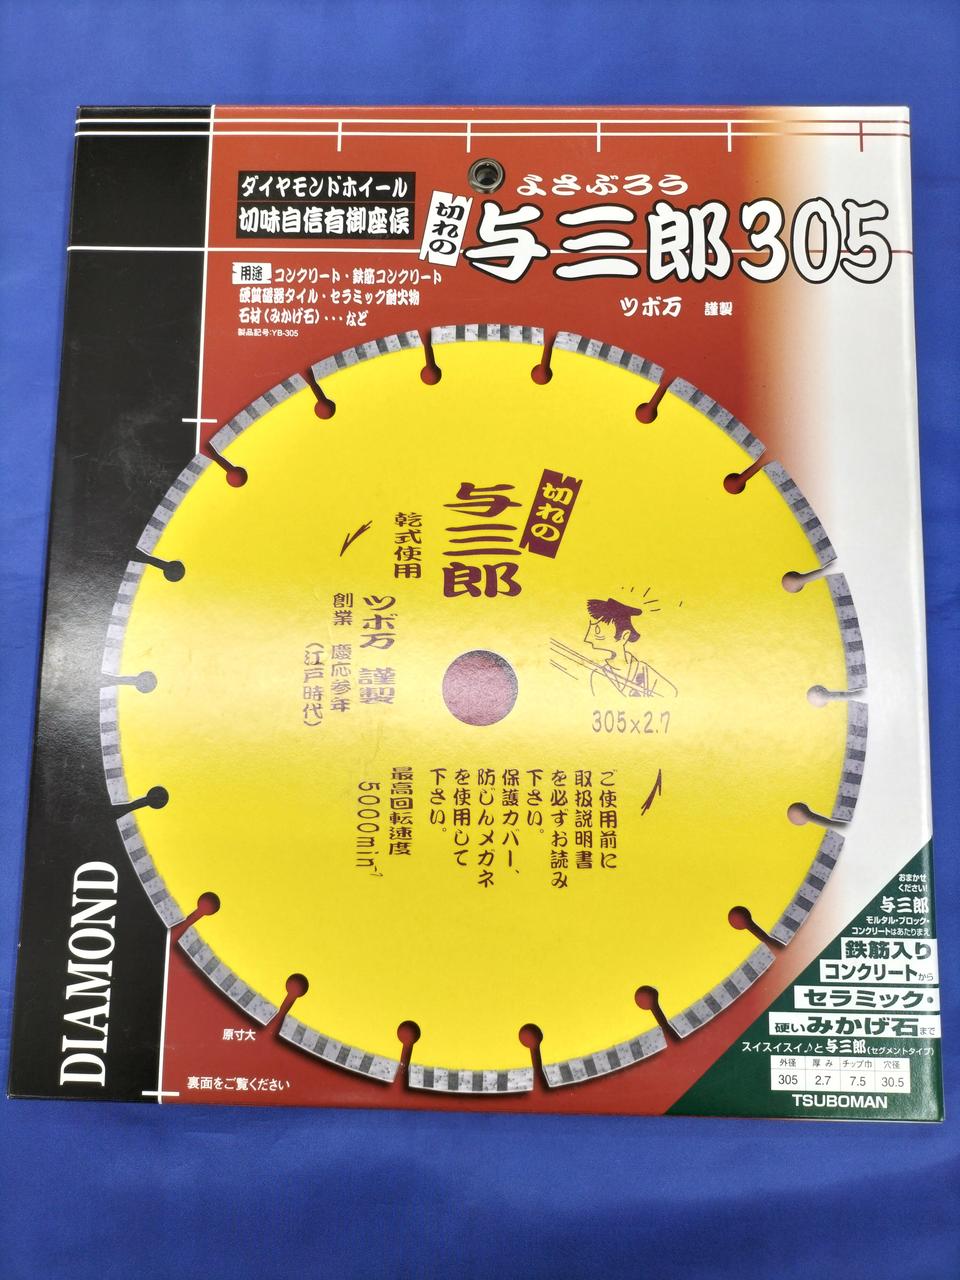 ダイヤモンドホイール
切味自信有御座候
よさぶろう
切れの
与三郎305
ツボ万 謹製
用途 コンクリート・鉄筋コンクリート
硬質磁器タイル・セラミック耐火物
石材(みかげ石)・・・など
製品記号:YB-305
切れの
与三郎
乾式使用
ツボ万 謹製
創業 慶応参年
(江戸時代)
305x2.7
ご使用前に
取扱説明書
を必ずお読み
下さい。
保護カバー、
防じんメガネ
を使用して
下さい。
最高回転速度
5000min-1
DIAMOND
原寸大
裏面をご覧ください
おまかせ
ください!
与三郎
モルタル・ブロック・
コンクリートはあたりまえ
鉄筋入り
コンクリートから
セラミック・
硬いみかげ石まで
スイスイスイ♪と与三郎(セグメントタイプ)
外径 厚み チップ巾 穴径
305 2.7 7.5 30.5
TSUBOMAN